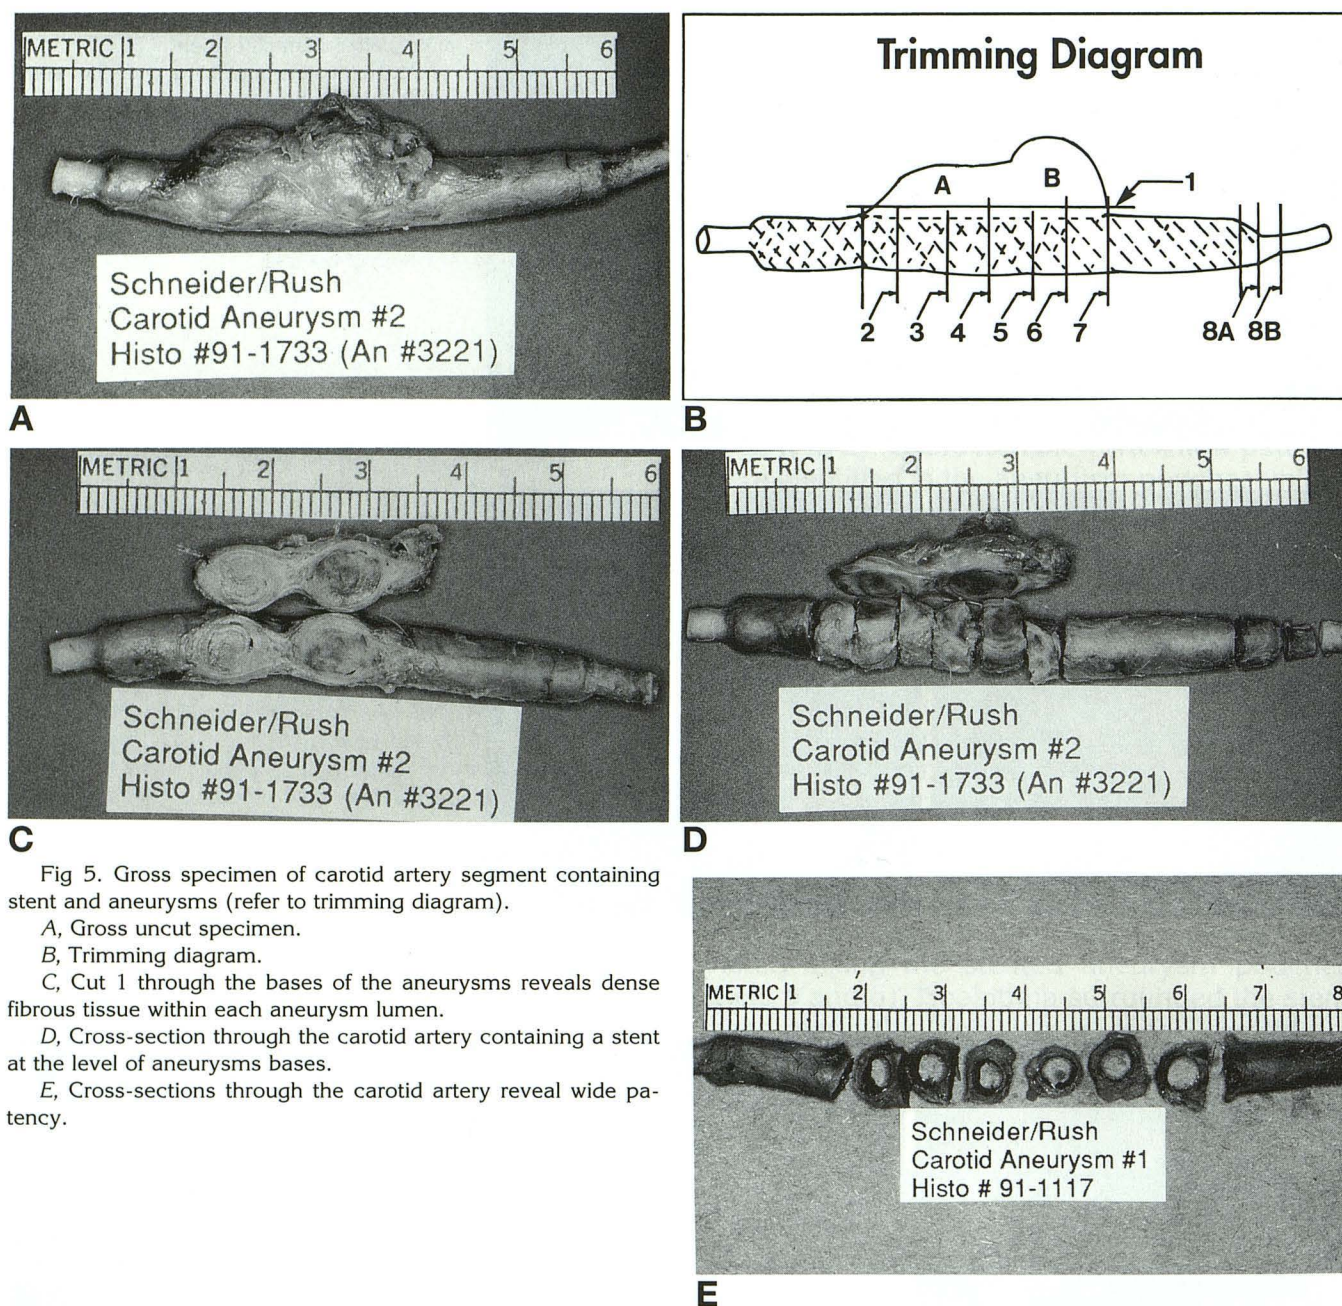 METRIC 1 2 3 4 5 6
Schneider/Rush
Carotid Aneurysm #2
Histo #91-1733 (An #3221)
A
Trimming Diagram
A B 1
2 3 4 5 6 7 8A 8B
B
METRIC 1 2 3 4 5 6
Schneider/Rush
Carotid Aneurysm #2
Histo #91-1733 (An #3221)
C
METRIC 1 2 3 4 5 6
Schneider/Rush
Carotid Aneurysm #2
Histo #91-1733 (An #3221)
D
Fig 5. Gross specimen of carotid artery segment containing
stent and aneurysms (refer to trimming diagram).
A, Gross uncut specimen.
B, Trimming diagram.
C, Cut 1 through the bases of the aneurysms reveals dense
fibrous tissue within each aneurysm lumen.
D, Cross-section through the carotid artery containing a stent
at the level of aneurysms bases.
E, Cross-sections through the carotid artery reveal wide pa-
tency.
METRIC 1 2 3 4 5 6 7 8
Schneider/Rush
Carotid Aneurysm #1
Histo # 91-1117
E